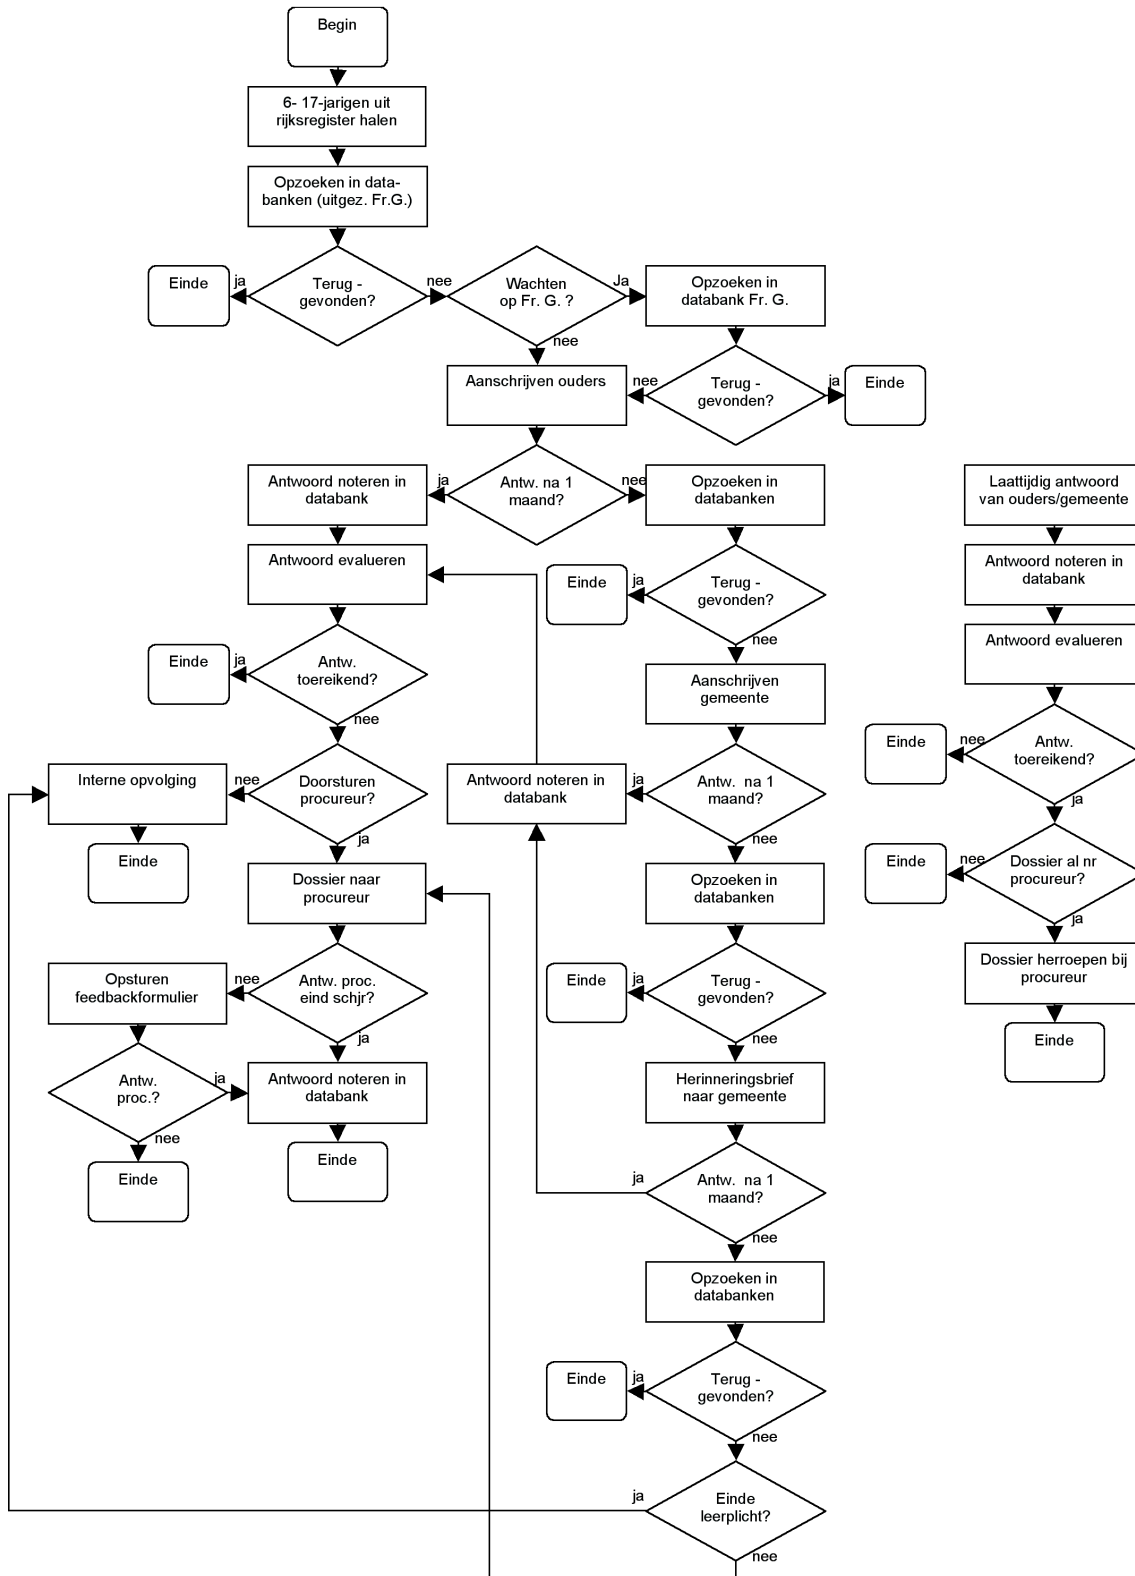 Begin
6- 17-jarigen uit
rijksregister halen
Opzoeken in data-
banken (uitgez. Fr.G.)
Einde
ja
Terug -
gevonden?
nee
Wachten
op Fr. G. ?
Ja
nee
Opzoeken in
databank Fr. G.
Aanschrijven ouders
nee
Terug -
gevonden?
ja
Einde
Antwoord noteren in
databank
ja
Antw. na 1
maand?
nee
Opzoeken in
databanken
Laattijdig antwoord
van ouders/gemeente
Antwoord evalueren
Einde
ja
Terug -
gevonden?
nee
Antwoord noteren in
databank
Einde
ja
Antw.
toereikend?
nee
Aanschrijven
gemeente
Antwoord evalueren
Interne opvolging
nee
Doorsturen
procureur?
ja
Antwoord noteren in
databank
ja
Antw. na 1
maand?
nee
Einde
nee
Antw.
toereikend?
ja
Einde
Dossier naar
procureur
Opzoeken in
databanken
Einde
nee
Dossier al nr
procureur?
ja
Opsturen
feedbackformulier
nee
Antw. proc.
eind schjr?
ja
Einde
ja
Terug -
gevonden?
nee
Dossier herroepen bij
procureur
Einde
Antw.
proc.?
ja
nee
Antwoord noteren in
databank
Herinneringsbrief
naar gemeente
Einde
Einde
ja
Antw. na 1
maand?
nee
Opzoeken in
databanken
Einde
ja
Terug -
gevonden?
nee
ja
Einde
leerplicht?
nee